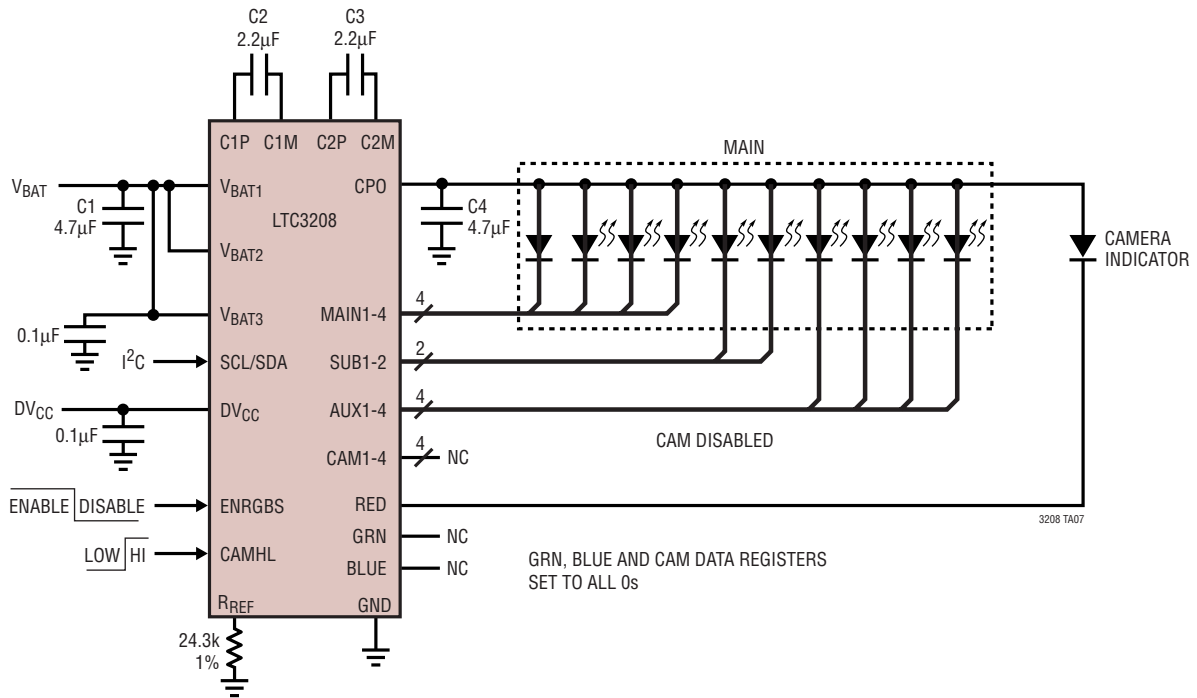 C2
2.2µF
C3
2.2µF
C1P C1M C2P C2M
MAIN
VBAT
VBAT1
CPO
C1
4.7µF
LTC3208
C4
4.7µF
VBAT2
CAMERA
INDICATOR
0.1µF
VBAT3
MAIN1-4
4
I2C
SCL/SDA
SUB1-2
2
DVCC
DVCC
AUX1-4
4
0.1µF
CAM DISABLED
CAM1-4
4
NC
ENABLE DISABLE
ENRGBS
RED
3208 TA07
GRN
NC
LOW HI
CAMHL
BLUE
NC
GRN, BLUE AND CAM DATA REGISTERS
SET TO ALL 0s
RREF
GND
24.3k
1%